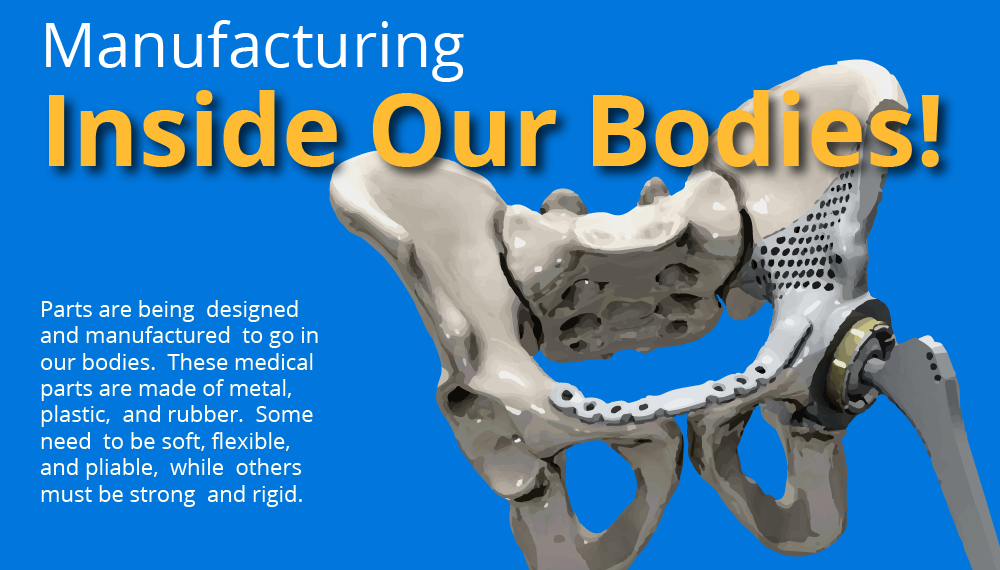 Manufacturing
Inside Our Bodies!
Parts are being designed
and manufactured to go in
our bodies. These medical
parts are made of metal,
plastic, and rubber. Some
need to be soft, flexible,
and pliable, while others
must be strong and rigid.